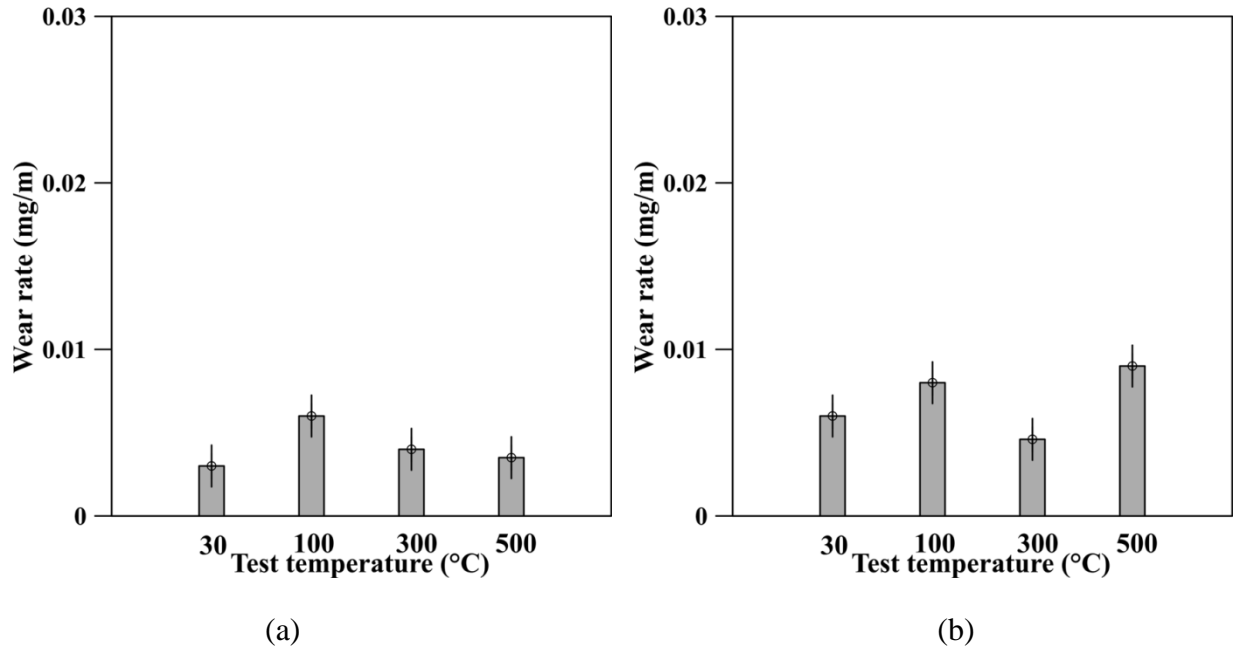 0.03
0.02
0.01
0
Wear rate (mg/m)
30 100 300 500
Test temperature (°C)
(a)
0.03
0.02
0.01
0
Wear rate (mg/m)
30 100 300 500
Test temperature (°C)
(b)